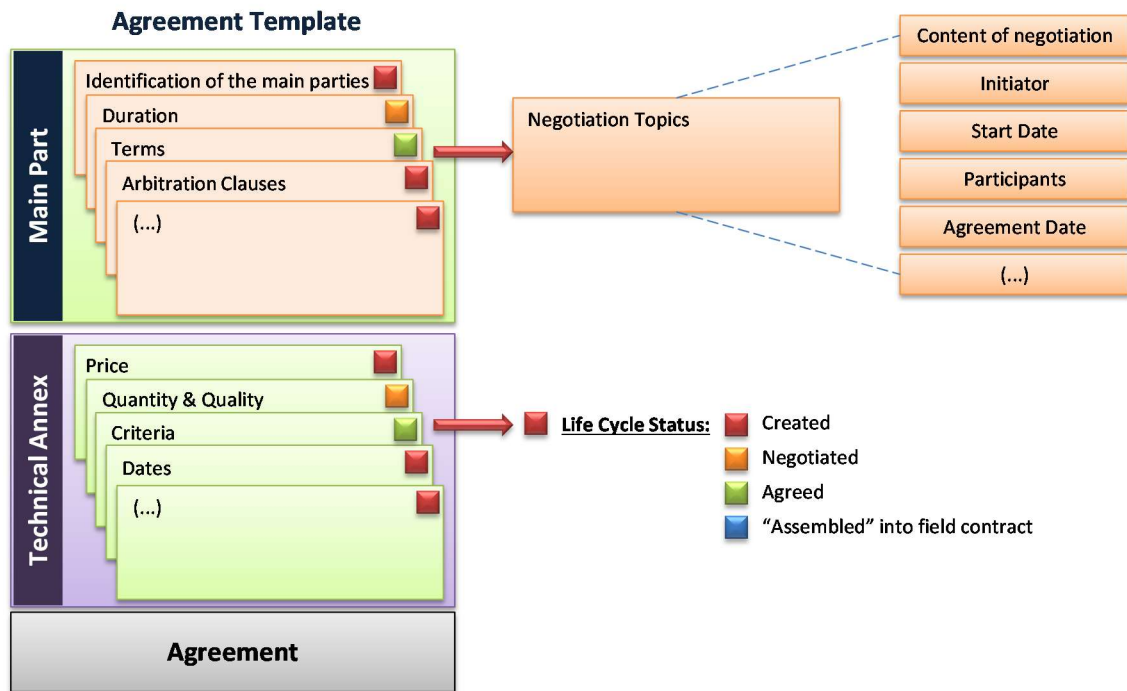 Agreement Template
Main Part
Identification of the main parties
Duration
Terms
Arbitration Clauses
(...)
Negotiation Topics
Content of negotiation
Initiator
Start Date
Participants
Agreement Date
(...)
Technical Annex
Price
Quantity & Quality
Criteria
Dates
(...)
Life Cycle Status:
Created
Negotiated
Agreed
“Assembled” into field contract
Agreement